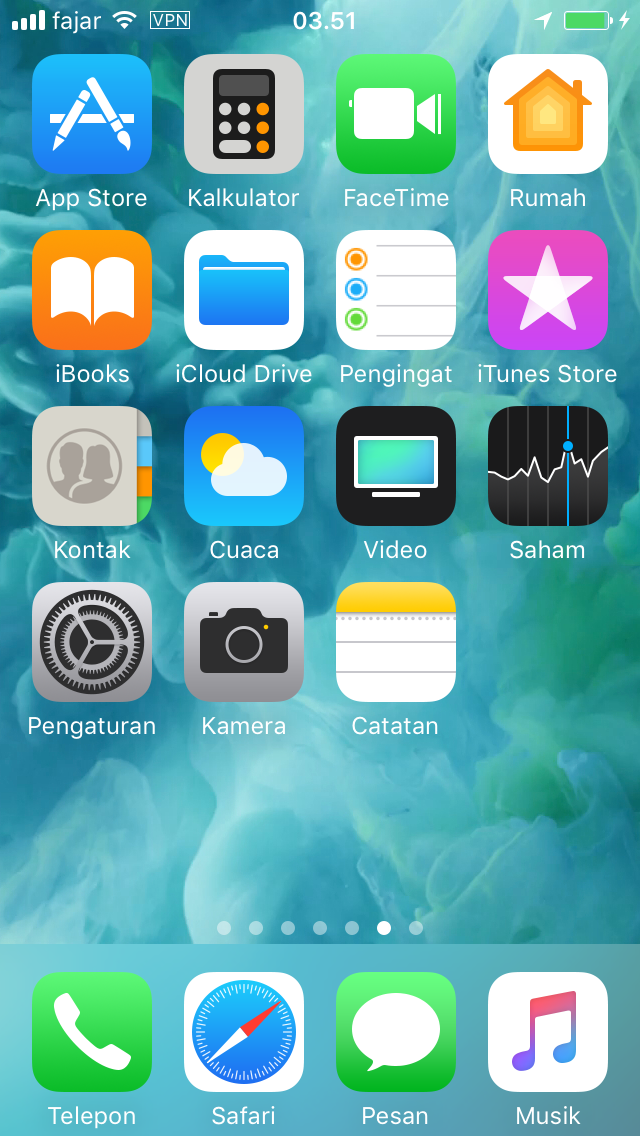 fajar VPN 03.51
App Store Kalkulator FaceTime Rumah
iBooks iCloud Drive Pengingat iTunes Store
Kontak Cuaca Video Saham
Pengaturan Kamera Catatan
Telepon Safari Pesan Musik